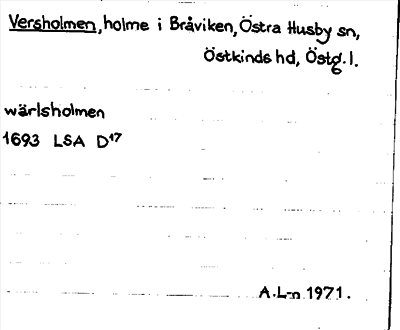 Versholmen, holme i Bråviken, Östra Husby sn,
Östkinds hd, Östg. l.
wärlsholmen
1693 LSA D17
A.L-n 1971.